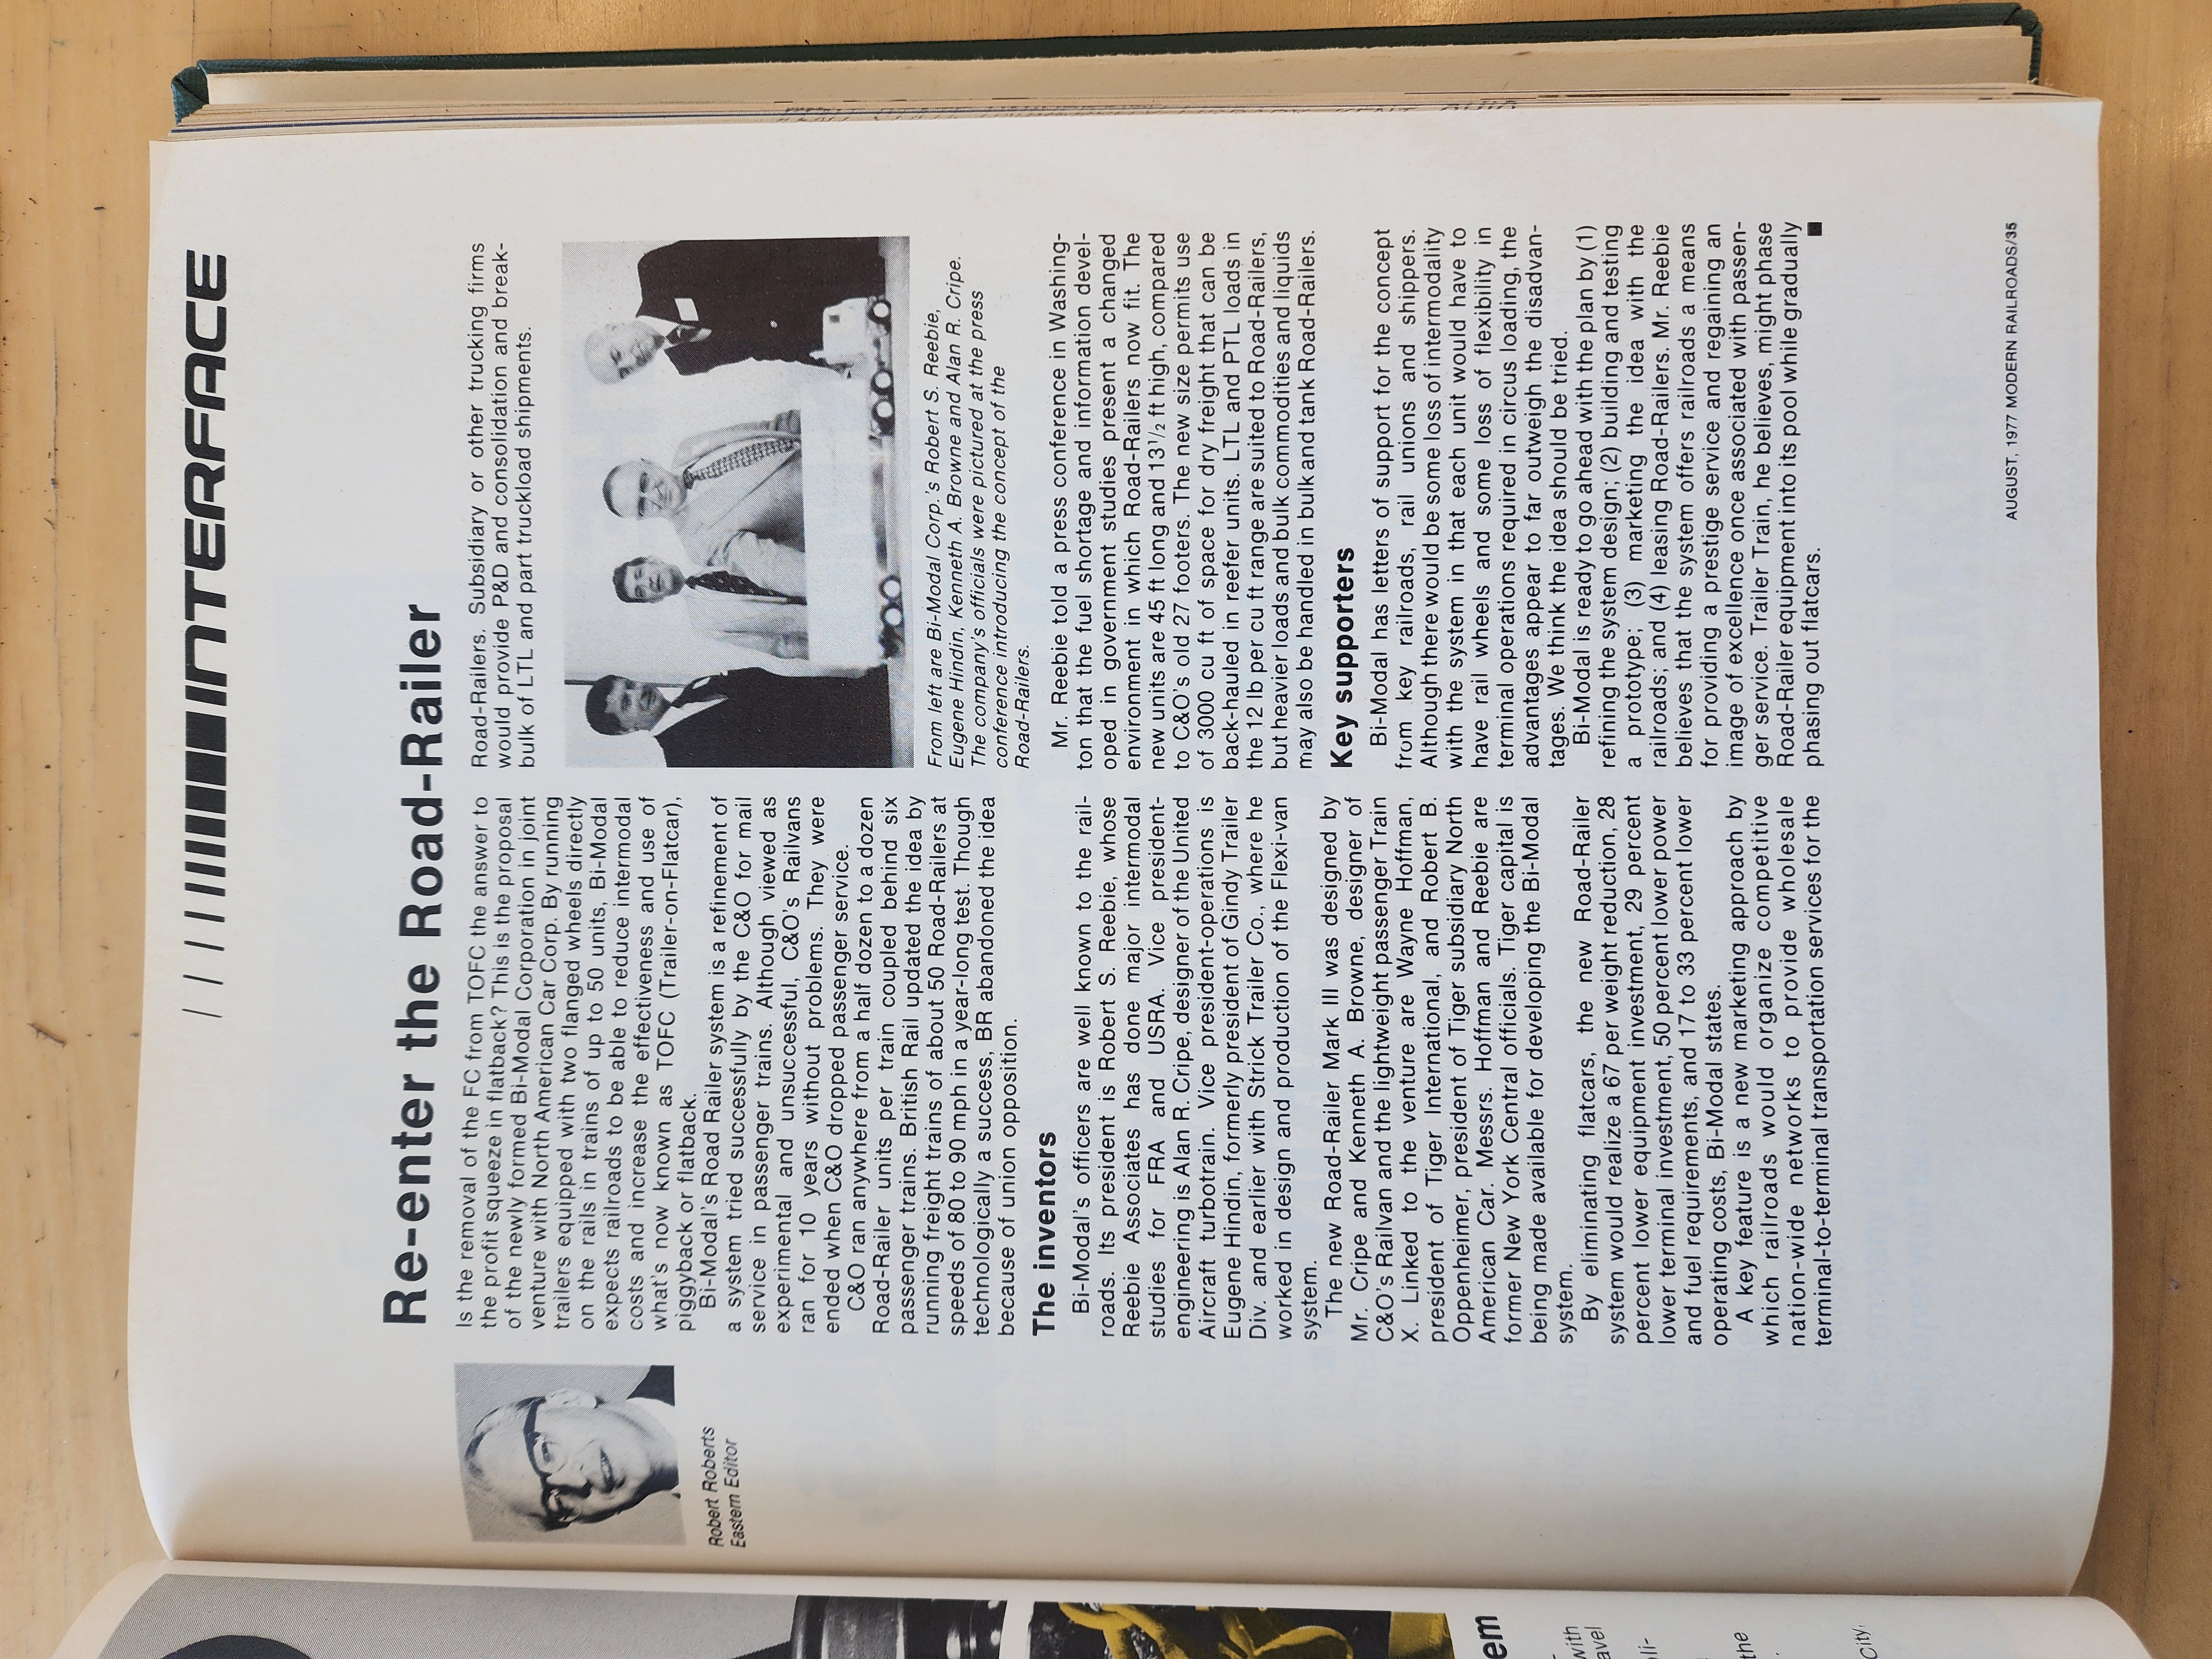 INTERFACE
Re-enter the Road-Railer
Robert Roberts
Eastern Editor
Is the removal of the FC from TOFC the answer to
the profit squeeze in flatback? This is the proposal
of the newly formed Bi-Modal Corporation in joint
venture with North American Car Corp. By running
trailers equipped with two flanged wheels directly
on the rails in trains of up to 50 units, Bi-Modal
expects railroads to be able to reduce intermodal
costs and increase the effectiveness and use of
what's now known as TOFC (Trailer-on-Flatcar),
piggyback or flatback.
Bi-Modal's Road Railer system is a refinement of
a system tried successfully by the C&O for mail
service in passenger trains. Although viewed as
experimental and unsuccessful, C&O's Railvans
ran for 10 years without problems. They were
ended when C&O dropped passenger service.
C&O ran anywhere from a half dozen to a dozen
Road-Railer units per train coupled behind six
passenger trains. British Rail updated the idea by
running freight trains of about 50 Road-Railers at
speeds of 80 to 90 mph in a year-long test. Though
technologically a success, BR abandoned the idea
because of union opposition.
The inventors
Bi-Modal's officers are well known to the rail-
roads. Its president is Robert S. Reebie, whose
Reebie Associates has done major intermodal
studies for FRA and USRA. Vice president-
engineering is Alan R. Cripe, designer of the United
Aircraft turbotrain. Vice president-operations is
Eugene Hindin, formerly president of Gindy Trailer
Div. and earlier with Strick Trailer Co., where he
worked in design and production of the Flexi-van
system.
The new Road-Railer Mark III was designed by
Mr. Cripe and Kenneth A. Browne, designer of
C&O's Railvan and the lightweight passenger Train
X. Linked to the venture are Wayne Hoffman,
president of Tiger International, and Robert B.
Oppenheimer, president of Tiger subsidiary North
American Car. Messrs. Hoffman and Reebie are
former New York Central officials. Tiger capital is
being made available for developing the Bi-Modal
system.
By eliminating flatcars, the new Road-Railer
system would realize a 67 per weight reduction, 28
percent lower equipment investment, 29 percent
lower terminal investment, 50 percent lower power
and fuel requirements, and 17 to 33 percent lower
operating costs, Bi-Modal states.
A key feature is a new marketing approach by
which railroads would organize competitive
nation-wide networks to provide wholesale
terminal-to-terminal transportation services for the
Road-Railers. Subsidiary or other trucking firms
would provide P&D and consolidation and break-
bulk of LTL and part truckload shipments.
From left are Bi-Modal Corp.'s Robert S. Reebie,
Eugene Hindin, Kenneth A. Browne and Alan R. Cripe.
The company's officials were pictured at the press
conference introducing the concept of the
Road-Railers.
Mr. Reebie told a press conference in Washing-
ton that the fuel shortage and information devel-
oped in government studies present a changed
environment in which Road-Railers now fit. The
new units are 45 ft long and 13 1/2 ft high, compared
to C&O's old 27 footers. The new size permits use
of 3000 cu ft of space for dry freight that can be
back-hauled in reefer units. LTL and PTL loads in
the 12 lb per cu ft range are suited to Road-Railers,
but heavier loads and bulk commodities and liquids
may also be handled in bulk and tank Road-Railers.
Key supporters
Bi-Modal has letters of support for the concept
from key railroads, rail unions and shippers.
Although there would be some loss of intermodality
with the system in that each unit would have to
have rail wheels and some loss of flexibility in
terminal operations required in circus loading, the
advantages appear to far outweigh the disadvan-
tages. We think the idea should be tried.
Bi-Modal is ready to go ahead with the plan by (1)
refining the system design; (2) building and testing
a prototype; (3) marketing the idea with the
railroads; and (4) leasing Road-Railers. Mr. Reebie
believes that the system offers railroads a means
for providing a prestige service and regaining an
image of excellence once associated with passen-
ger service. Trailer Train, he believes, might phase
Road-Railer equipment into its pool while gradually
phasing out flatcars.
AUGUST, 1977 MODERN RAILROADS/35
em
with
avel
li-
the
City.